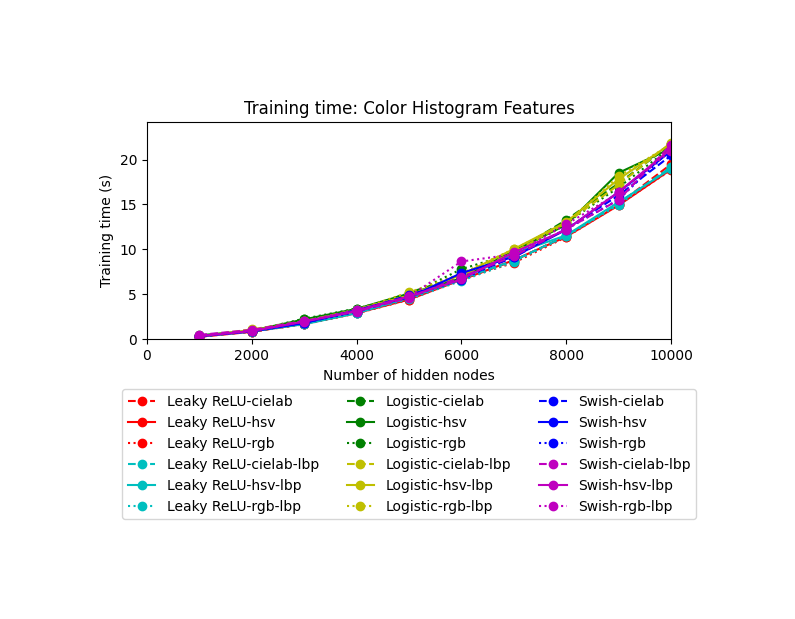 Training time: Color Histogram Features
Training time (s)
20
15
10
5
0
0 2000 4000 6000 8000 10000
Number of hidden nodes
Leaky ReLU-cielab
Leaky ReLU-hsv
Leaky ReLU-rgb
Leaky ReLU-cielab-lbp
Leaky ReLU-hsv-lbp
Leaky ReLU-rgb-lbp
Logistic-cielab
Logistic-hsv
Logistic-rgb
Logistic-cielab-lbp
Logistic-hsv-lbp
Logistic-rgb-lbp
Swish-cielab
Swish-hsv
Swish-rgb
Swish-cielab-lbp
Swish-hsv-lbp
Swish-rgb-lbp